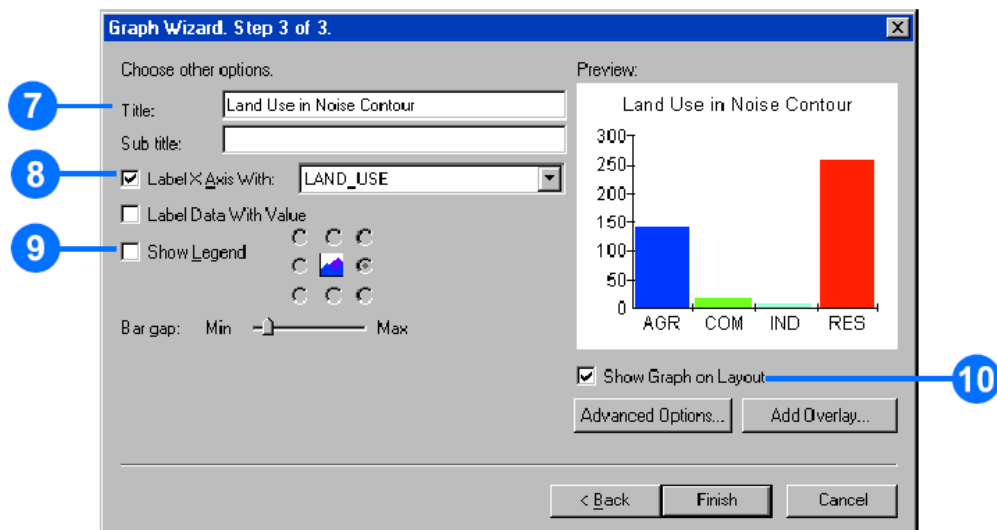 Graph Wizard. Step 3 of 3.
Choose other options.
7
Title:
Land Use in Noise Contour
Sub title:
8
Label X Axis With:
LAND_USE
Label Data With Value
9
Show Legend
Bar gap:
Min
Max
Preview:
Land Use in Noise Contour
300
250
200
150
100
50
0
AGR
COM
IND
RES
Show Graph on Layout
10
Advanced Options...
Add Overlay...
< Back
Finish
Cancel